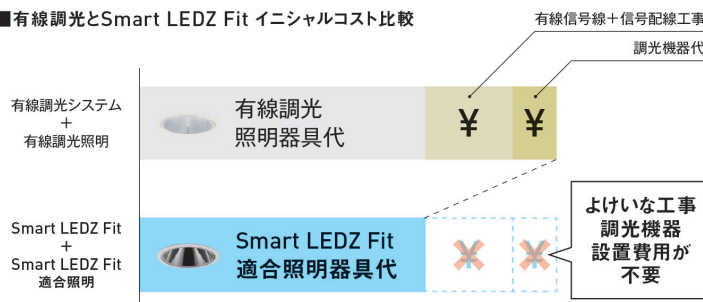 ■有線調光とSmart LEDZ Fit イニシャルコスト比較
有線信号線＋信号配線工事
調光機器代
有線調光システム
+
有線調光照明
有線調光
照明器具代
¥
¥
Smart LEDZ Fit
+
Smart LEDZ Fit
適合照明
Smart LEDZ Fit
適合照明器具代
¥
¥
よけいな工事
調光機器
設置費用が
不要